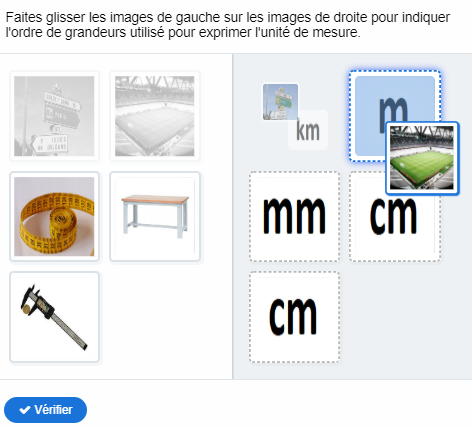 Faites glisser les images de gauche sur les images de droite pour indiquer
l'ordre de grandeurs utilisé pour exprimer l'unité de mesure.
km
m
mm
cm
cm
Vérifier